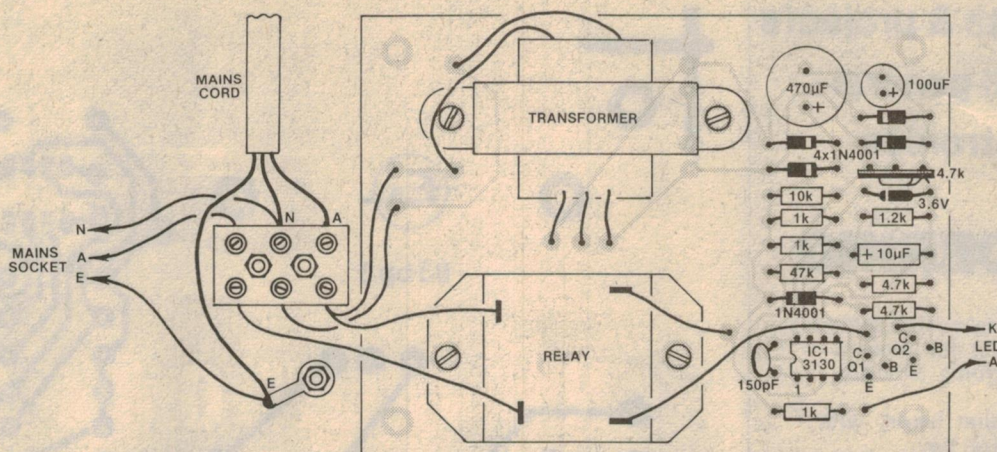 MAINS
CORD
N
A
N
A
E
MAINS
SOCKET
E
TRANSFORMER
RELAY
470µF
+
100uF
+
4x1N4001
4.7k
3.6V
10k
1k
1.2k
1k
+ 10µF
47k
4.7k
1N4001
4.7k
150pF
IC1
3130
1
C
Q1
E
B
C
Q2
E
B
K
LED
A
1k